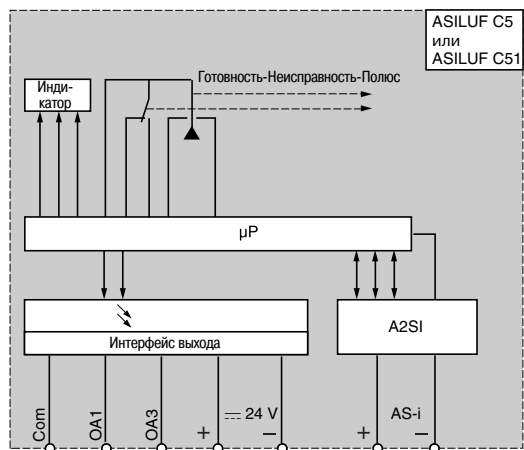 ASILUF C5
или
ASILUF C51
Готовность-Неисправность-Полюс
Инди-
катор
µP
Интерфейс выхода
A2SI
Com
OA1
OA3
+
24 V
−
+
AS-i
−